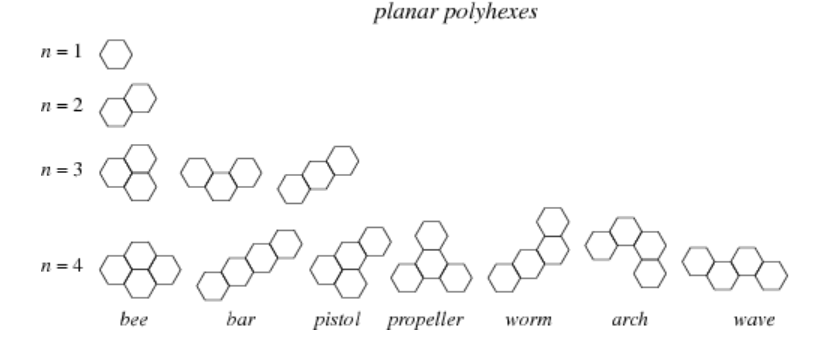 planar polyhexes
n = 1
n = 2
n = 3
n = 4
bee bar pistol propeller worm arch wave